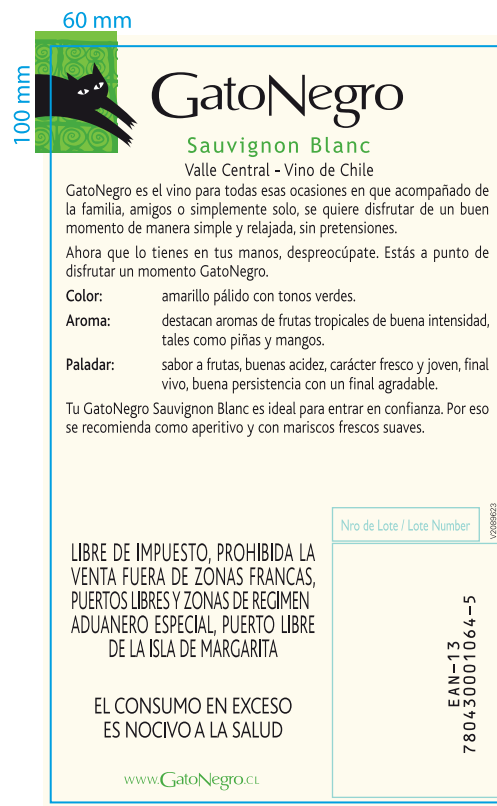 60 mm
100 mm
GatoNegro
Sauvignon Blanc
Valle Central - Vino de Chile
GatoNegro es el vino para todas esas ocasiones en que acompañado de
la familia, amigos o simplemente solo, se quiere disfrutar de un buen
momento de manera simple y relajada, sin pretensiones.
Ahora que lo tienes en tus manos, despreocúpate. Estás a punto de
disfrutar un momento GatoNegro.
Color: amarillo pálido con tonos verdes.
Aroma: destacan aromas de frutas tropicales de buena intensidad,
tales como piñas y mangos.
Paladar: sabor a frutas, buenas acidez, carácter fresco y joven, final
vivo, buena persistencia con un final agradable.
Tu GatoNegro Sauvignon Blanc es ideal para entrar en confianza. Por eso
se recomienda como aperitivo y con mariscos frescos suaves.
Nro de Lote / Lote Number
V2089623
LIBRE DE IMPUESTO, PROHIBIDA LA
VENTA FUERA DE ZONAS FRANCAS,
PUERTOS LIBRES Y ZONAS DE REGIMEN
ADUANERO ESPECIAL, PUERTO LIBRE
DE LA ISLA DE MARGARITA
EL CONSUMO EN EXCESO
ES NOCIVO A LA SALUD
EAN-13
780430001064-5
www.GatoNegro.CL